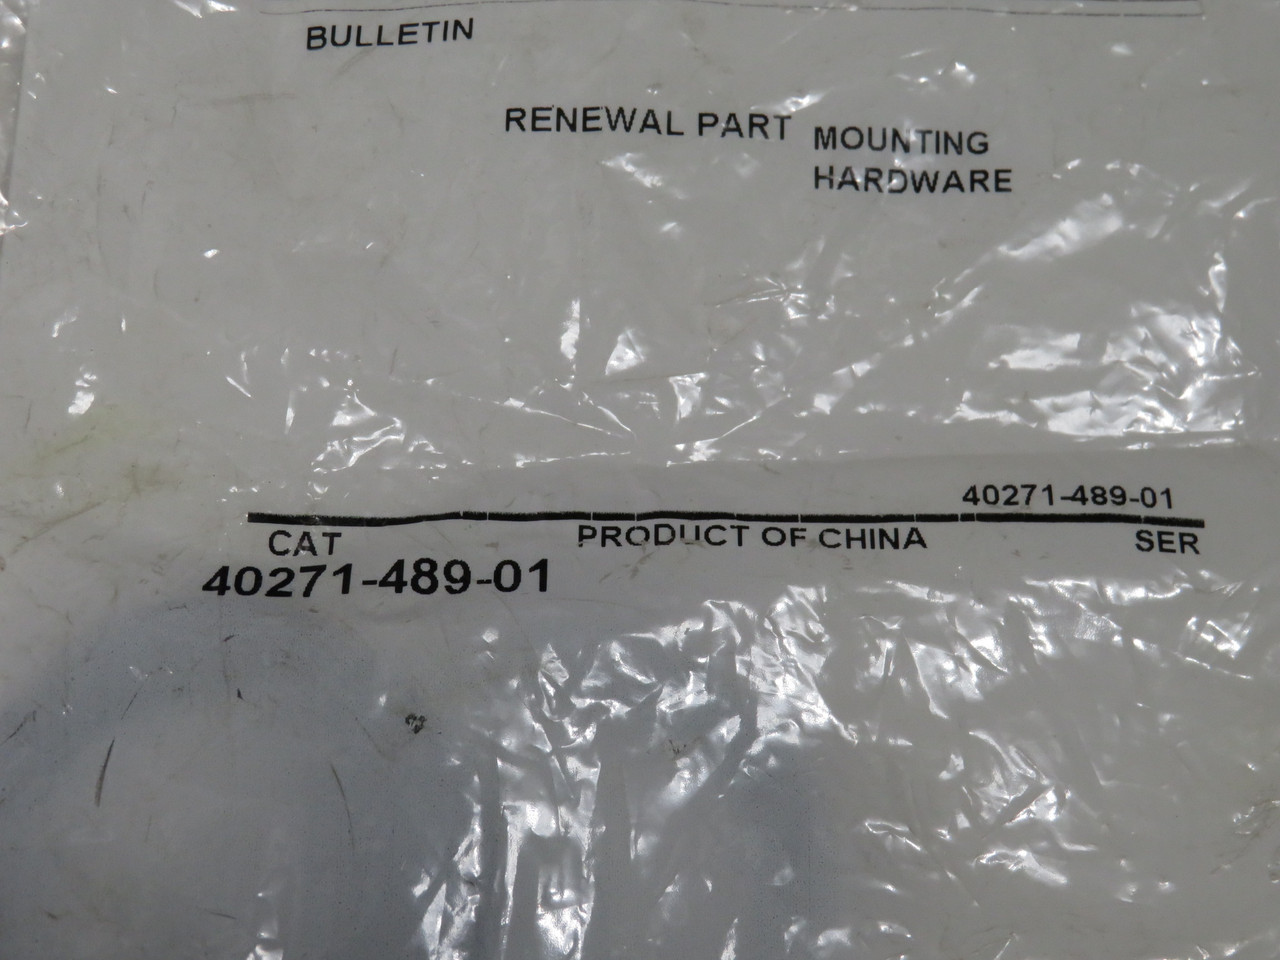 BULLETIN
RENEWAL PART MOUNTING
HARDWARE
40271-489-01
CAT PRODUCT OF CHINA SER
40271-489-01